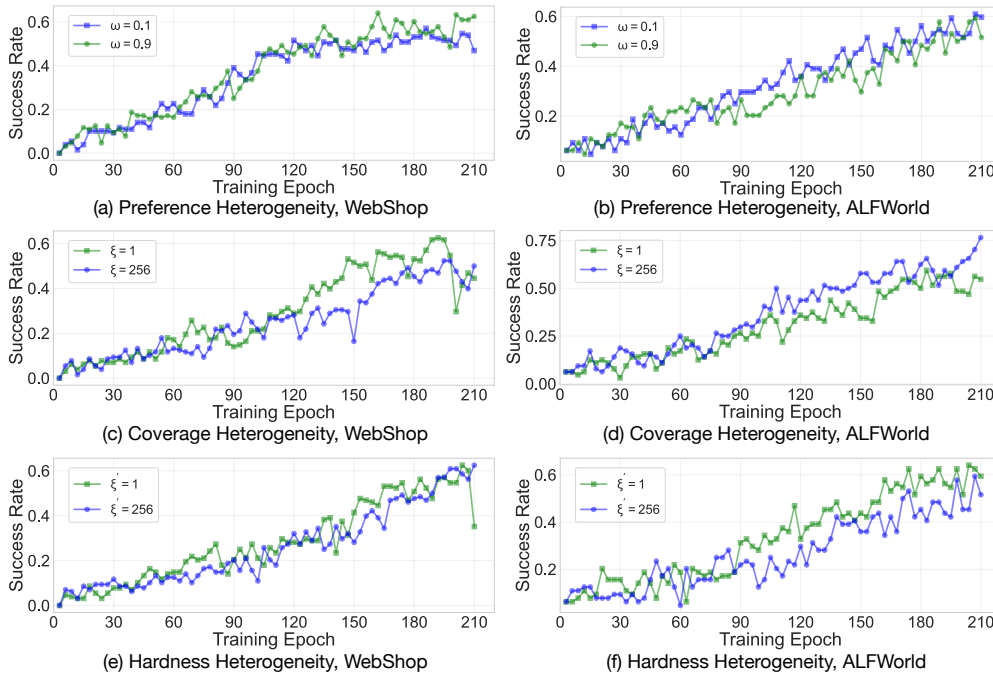 Success Rate
0.6
0.4
0.2
0.0
ω = 0.1
ω = 0.9
0 30 60 90 120 150 180 210
Training Epoch
(a) Preference Heterogeneity, WebShop
Success Rate
0.6
0.4
0.2
ω = 0.1
ω = 0.9
0 30 60 90 120 150 180 210
Training Epoch
(b) Preference Heterogeneity, ALFWorld
Success Rate
0.6
0.4
0.2
0.0
ξ = 1
ξ = 256
0 30 60 90 120 150 180 210
Training Epoch
(c) Coverage Heterogeneity, WebShop
Success Rate
0.75
0.50
0.25
0.00
ξ = 1
ξ = 256
0 30 60 90 120 150 180 210
Training Epoch
(d) Coverage Heterogeneity, ALFWorld
Success Rate
0.6
0.4
0.2
0.0
ξ′ = 1
ξ′ = 256
0 30 60 90 120 150 180 210
Training Epoch
(e) Hardness Heterogeneity, WebShop
Success Rate
0.6
0.4
0.2
ξ′ = 1
ξ′ = 256
0 30 60 90 120 150 180 210
Training Epoch
(f) Hardness Heterogeneity, ALFWorld